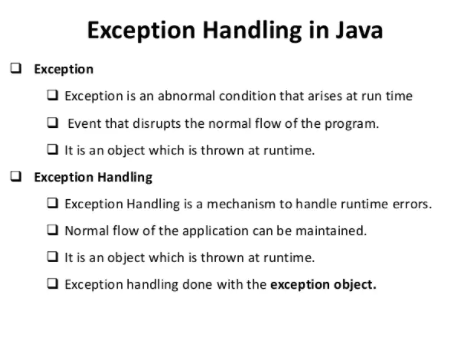 Exception Handling in Java
❑ Exception
❑ Exception is an abnormal condition that arises at run time
❑ Event that disrupts the normal flow of the program.
❑ It is an object which is thrown at runtime.
❑ Exception Handling
❑ Exception Handling is a mechanism to handle runtime errors.
❑ Normal flow of the application can be maintained.
❑ It is an object which is thrown at runtime.
❑ Exception handling done with the exception object.